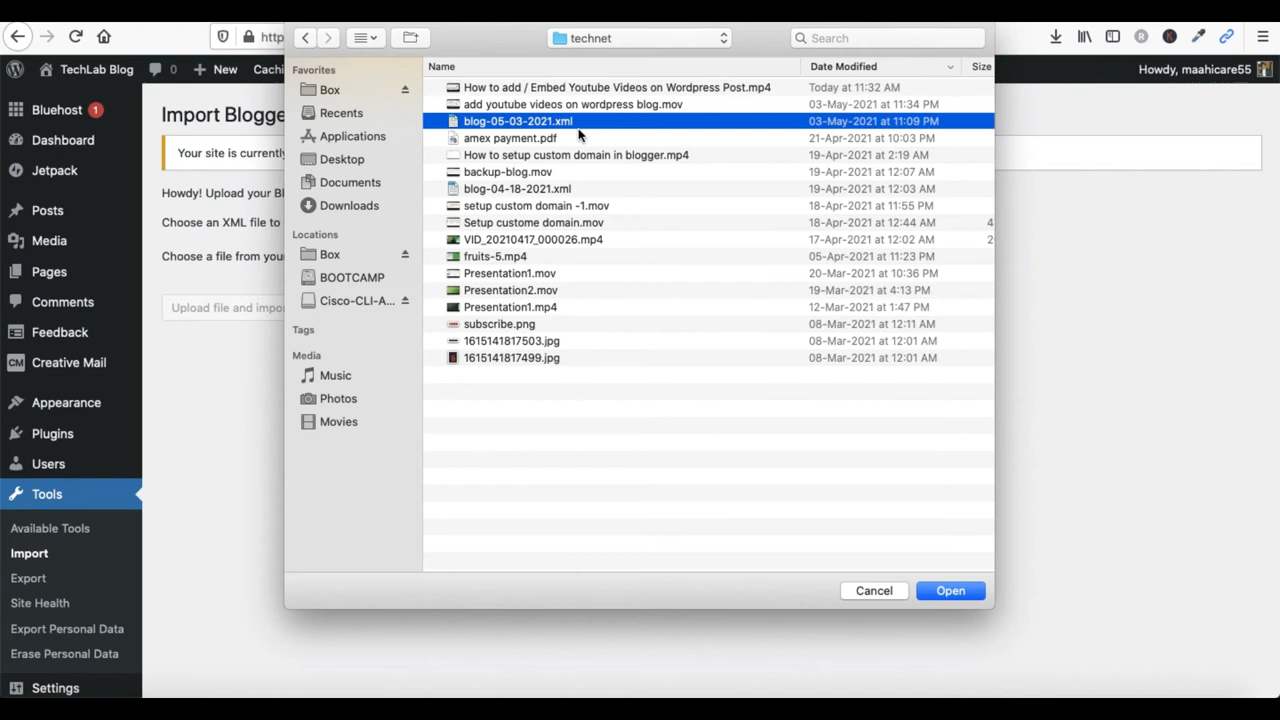 http
technet
Search
TechLab Blog
0
New
Cachi
Howdy, maahicare55
Bluehost 1
Dashboard
Jetpack
Posts
Media
Pages
Comments
Feedback
Creative Mail
Appearance
Plugins
Users
Tools
Available Tools
Import
Export
Site Health
Export Personal Data
Erase Personal Data
Settings
Import Blogge
Your site is currently
Howdy! Upload your Bl
Choose an XML file to
Choose a file from your
Upload file and impor
Favorites
Box
Recents
Applications
Desktop
Documents
Downloads
Locations
Box
BOOTCAMP
Cisco-CLI-A...
Tags
Media
Music
Photos
Movies
Name Date Modified Size
How to add / Embed Youtube Videos on Wordpress Post.mp4 Today at 11:32 AM
add youtube videos on wordpress blog.mov 03-May-2021 at 11:34 PM
blog-05-03-2021.xml 03-May-2021 at 11:09 PM
amex payment.pdf 21-Apr-2021 at 10:03 PM
How to setup custom domain in blogger.mp4 19-Apr-2021 at 2:19 AM
backup-blog.mov 19-Apr-2021 at 12:07 AM
blog-04-18-2021.xml 19-Apr-2021 at 12:03 AM
setup custom domain -1.mov 18-Apr-2021 at 11:55 PM
Setup custome domain.mov 18-Apr-2021 at 12:44 AM 4
VID_20210417_000026.mp4 17-Apr-2021 at 12:02 AM 2
fruits-5.mp4 05-Apr-2021 at 11:23 PM
Presentation1.mov 20-Mar-2021 at 10:36 PM
Presentation2.mov 19-Mar-2021 at 4:13 PM
Presentation1.mp4 12-Mar-2021 at 1:47 PM
subscribe.png 08-Mar-2021 at 12:11 AM
1615141817503.jpg 08-Mar-2021 at 12:01 AM
1615141817499.jpg 08-Mar-2021 at 12:01 AM
Cancel
Open